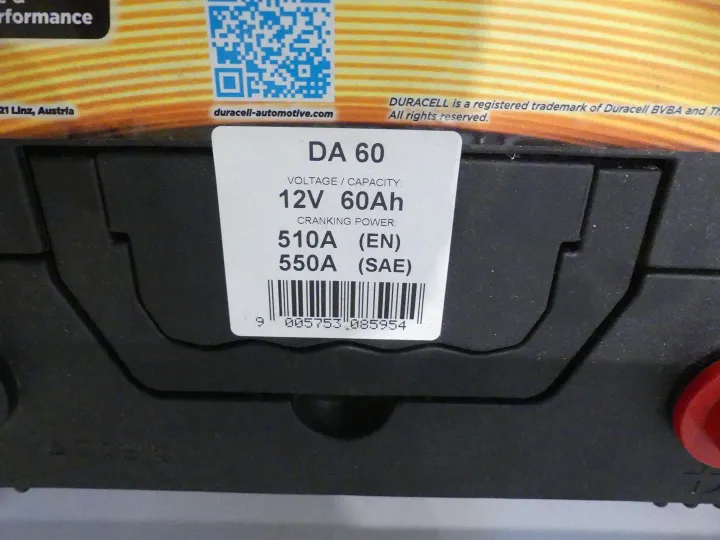 erformance
21 Linz, Austria
duracell-automotive.com
DURACELL is a registered trademark of Duracell BVBA and Th
All rights reserved.
DA 60
VOLTAGE / CAPACITY:
12V 60Ah
CRANKING POWER:
510A (EN)
550A (SAE)
9 005753 085954